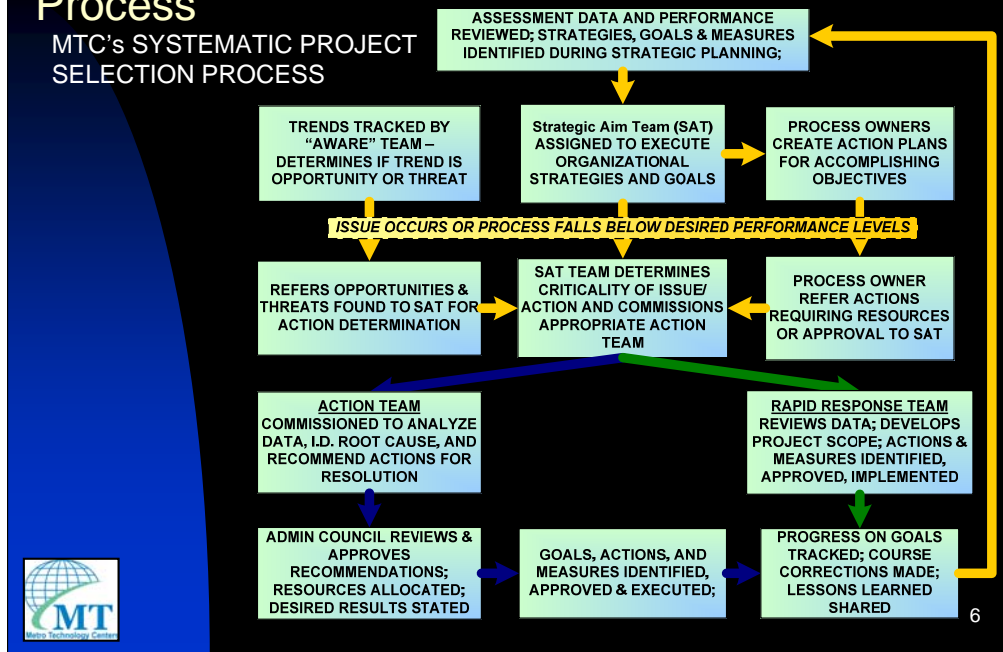 Process
MTC's SYSTEMATIC PROJECT
SELECTION PROCESS
ASSESSMENT DATA AND PERFORMANCE
REVIEWED; STRATEGIES, GOALS & MEASURES
IDENTIFIED DURING STRATEGIC PLANNING;
TRENDS TRACKED BY
“AWARE” TEAM –
DETERMINES IF TREND IS
OPPORTUNITY OR THREAT
Strategic Aim Team (SAT)
ASSIGNED TO EXECUTE
ORGANIZATIONAL
STRATEGIES AND GOALS
PROCESS OWNERS
CREATE ACTION PLANS
FOR ACCOMPLISHING
OBJECTIVES
ISSUE OCCURS OR PROCESS FALLS BELOW DESIRED PERFORMANCE LEVELS
REFERS OPPORTUNITIES &
THREATS FOUND TO SAT FOR
ACTION DETERMINATION
SAT TEAM DETERMINES
CRITICALITY OF ISSUE/
ACTION AND COMMISSIONS
APPROPRIATE ACTION
TEAM
PROCESS OWNER
REFER ACTIONS
REQUIRING RESOURCES
OR APPROVAL TO SAT
ACTION TEAM
COMMISSIONED TO ANALYZE
DATA, I.D. ROOT CAUSE, AND
RECOMMEND ACTIONS FOR
RESOLUTION
RAPID RESPONSE TEAM
REVIEWS DATA; DEVELOPS
PROJECT SCOPE; ACTIONS &
MEASURES IDENTIFIED,
APPROVED, IMPLEMENTED
ADMIN COUNCIL REVIEWS &
APPROVES
RECOMMENDATIONS;
RESOURCES ALLOCATED;
DESIRED RESULTS STATED
GOALS, ACTIONS, AND
MEASURES IDENTIFIED,
APPROVED & EXECUTED;
PROGRESS ON GOALS
TRACKED; COURSE
CORRECTIONS MADE;
LESSONS LEARNED
SHARED
MT
Metro Technology Centers
6